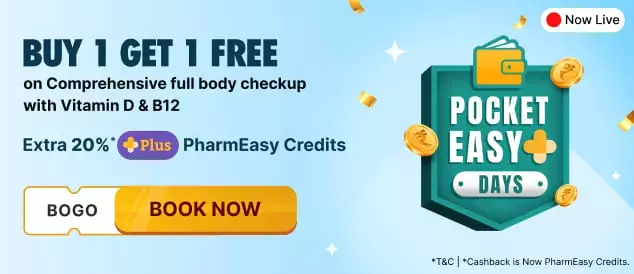 Now Live
BUY 1 GET 1 FREE
on Comprehensive full body checkup
with Vitamin D & B12
Extra 20%* Plus PharmEasy Credits
BOGO BOOK NOW
POCKET
EASY
DAYS
*T&C | *Cashback is Now PharmEasy Credits.